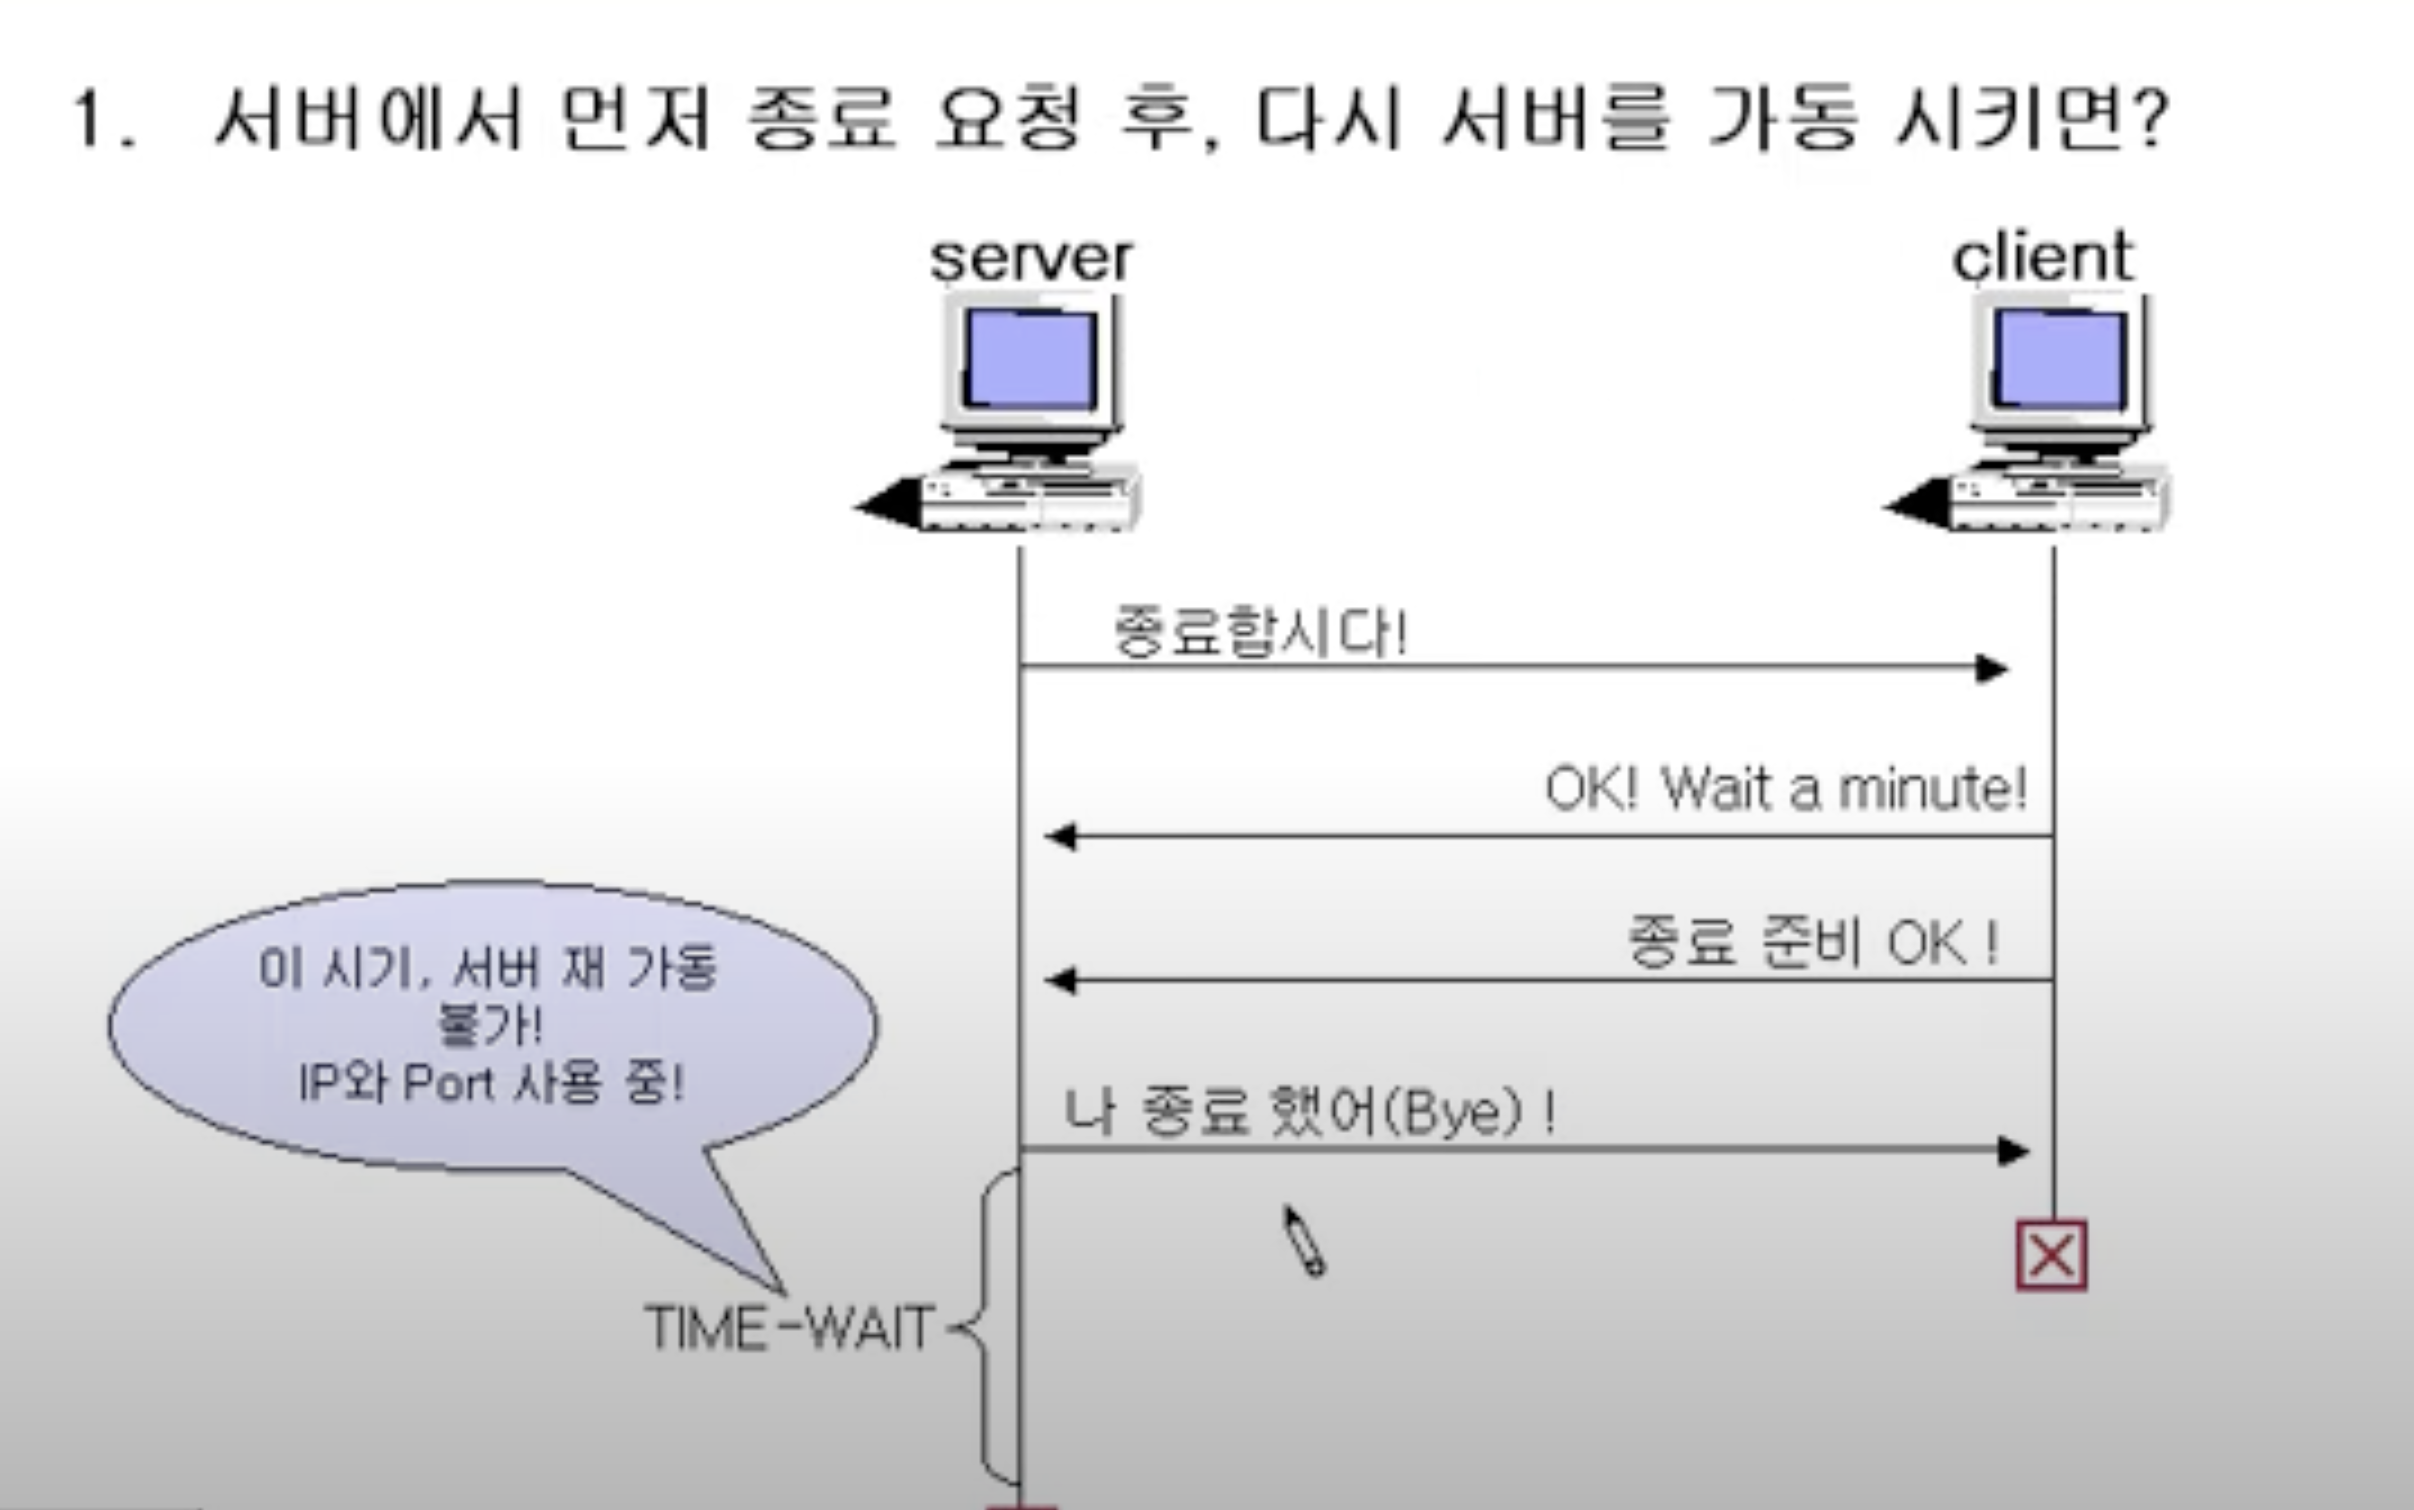 1. 서버에서 먼저 종료 요청 후, 다시 서버를 가동 시키면?
server
client
종료합시다!
OK! Wait a minute!
종료 준비 OK !
이 시기, 서버 재 가동
불가!
IP와 Port 사용 중!
나 종료 했어(Bye) !
TIME-WAIT